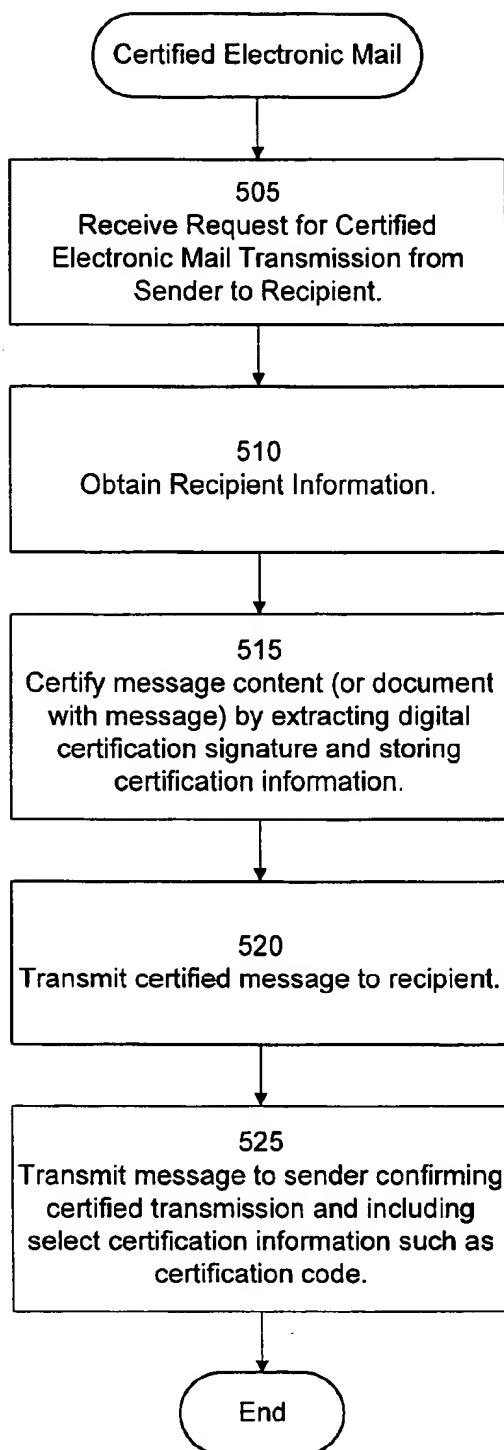 Certified Electronic Mail
505
Receive Request for Certified
Electronic Mail Transmission from
Sender to Recipient.
510
Obtain Recipient Information.
515
Certify message content (or document
with message) by extracting digital
certification signature and storing
certification information.
520
Transmit certified message to recipient.
525
Transmit message to sender confirming
certified transmission and including
select certification information such as
certification code.
End